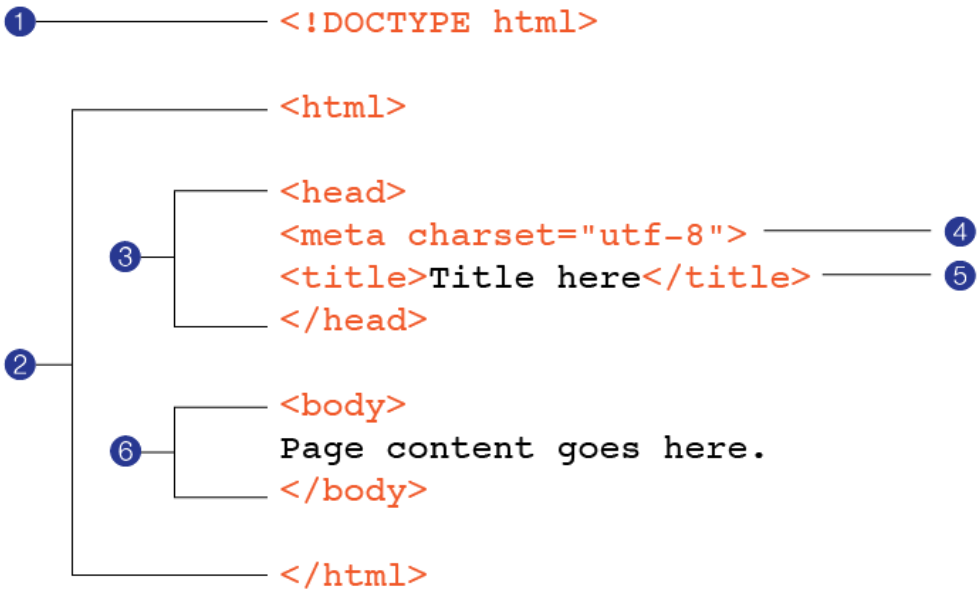 1 <!DOCTYPE html>
<html>
<head>
<meta charset="utf-8"> 4
3
<title>Title here</title> 5
</head>
2
<body>
6 Page content goes here.
</body>
</html>